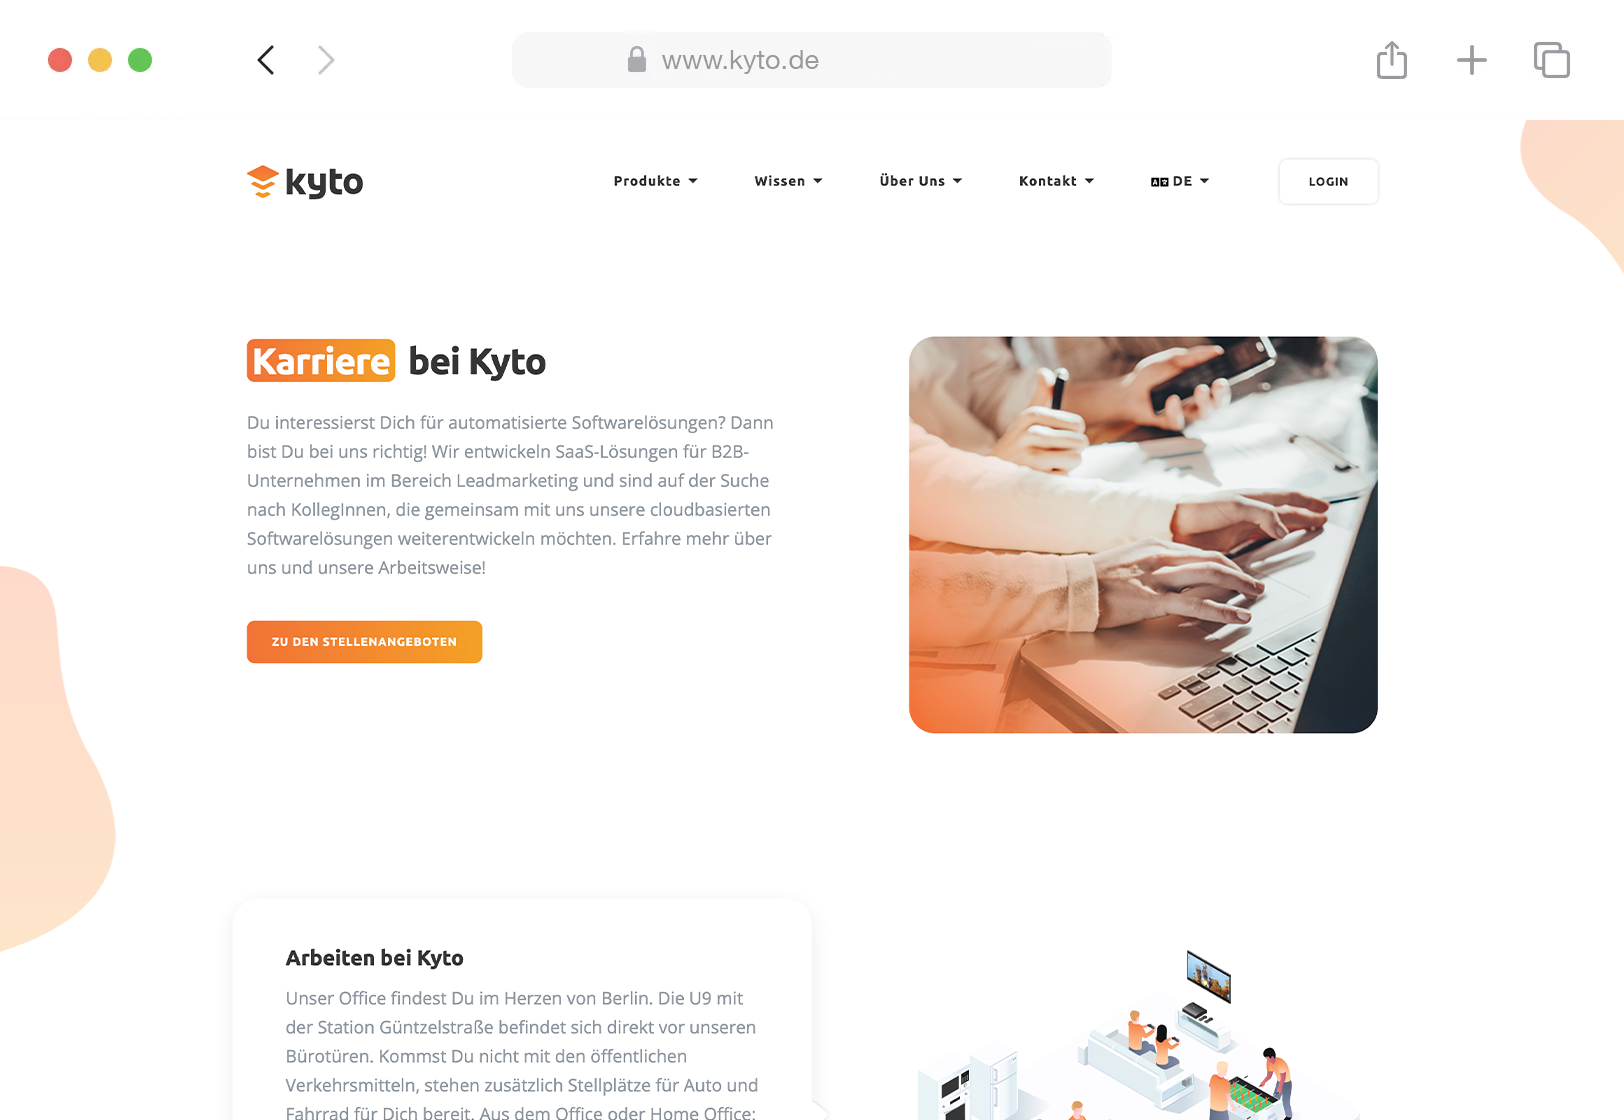 www.kyto.de
kyto
Produkte
Wissen
Über Uns
Kontakt
DE
LOGIN
Karriere bei Kyto
Du interessierst Dich für automatisierte Softwarelösungen? Dann
bist Du bei uns richtig! Wir entwickeln SaaS-Lösungen für B2B-
Unternehmen im Bereich Leadmarketing und sind auf der Suche
nach KollegInnen, die gemeinsam mit uns unsere cloudbasierten
Softwarelösungen weiterentwickeln möchten. Erfahre mehr über
uns und unsere Arbeitsweise!
ZU DEN STELLENANGEBOTEN
Arbeiten bei Kyto
Unser Office findest Du im Herzen von Berlin. Die U9 mit
der Station Güntzelstraße befindet sich direkt vor unseren
Bürotüren. Kommst Du nicht mit den öffentlichen
Verkehrsmitteln, stehen zusätzlich Stellplätze für Auto und
Fahrrad für Dich bereit. Aus dem Office oder Home Office: